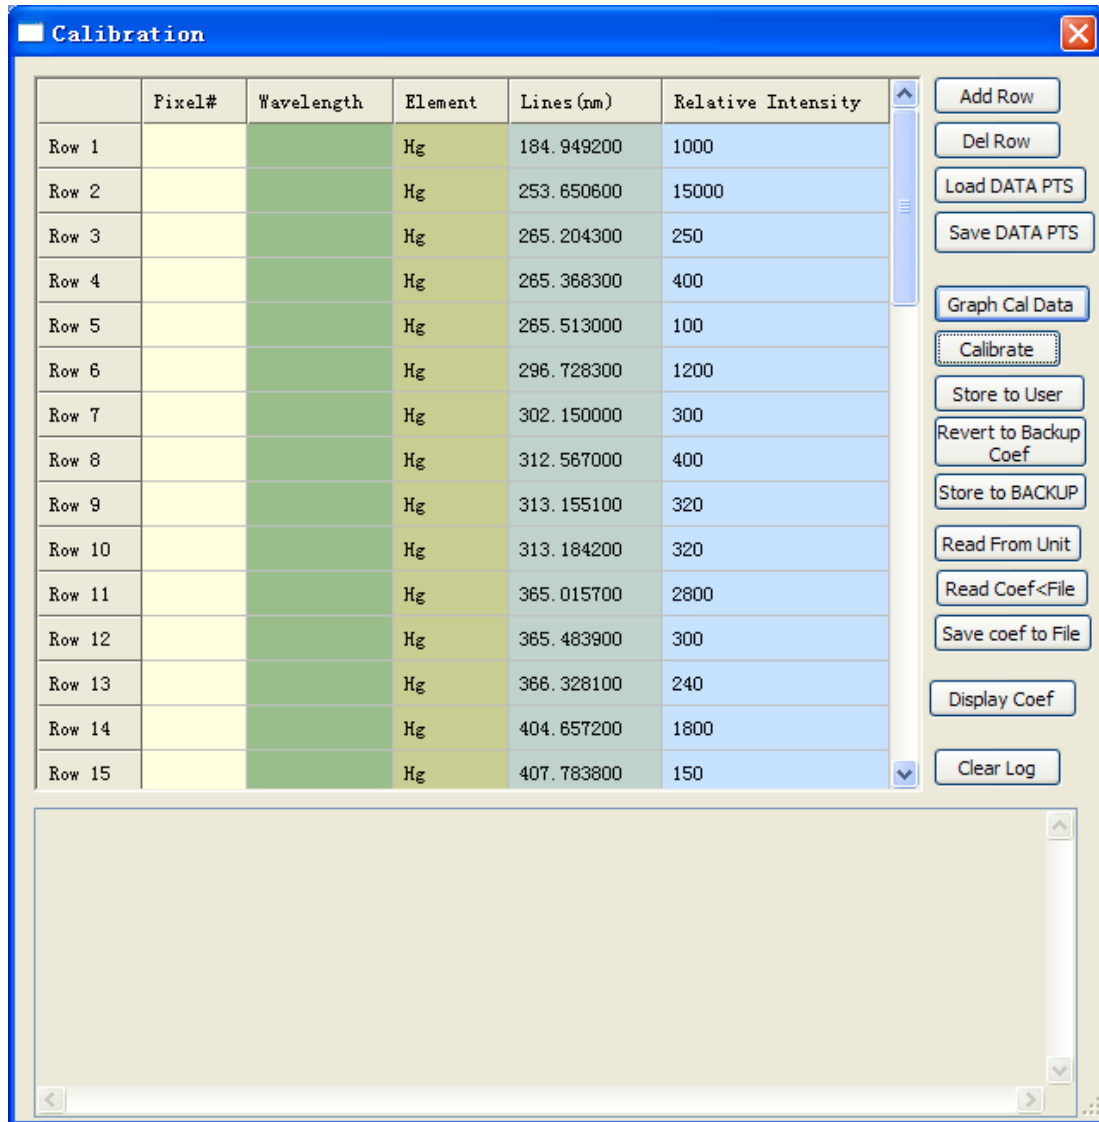 Calibration
Pixel# Wavelength Element Lines(nm) Relative Intensity
Row 1 Hg 184.949200 1000
Row 2 Hg 253.650600 15000
Row 3 Hg 265.204300 250
Row 4 Hg 265.368300 400
Row 5 Hg 265.513000 100
Row 6 Hg 296.728300 1200
Row 7 Hg 302.150000 300
Row 8 Hg 312.567000 400
Row 9 Hg 313.155100 320
Row 10 Hg 313.184200 320
Row 11 Hg 365.015700 2800
Row 12 Hg 365.483900 300
Row 13 Hg 366.328100 240
Row 14 Hg 404.657200 1800
Row 15 Hg 407.783800 150
Add Row
Del Row
Load DATA PTS
Save DATA PTS
Graph Cal Data
Calibrate
Store to User
Revert to Backup
Coef
Store to BACKUP
Read From Unit
Read Coef<File
Save coef to File
Display Coef
Clear Log